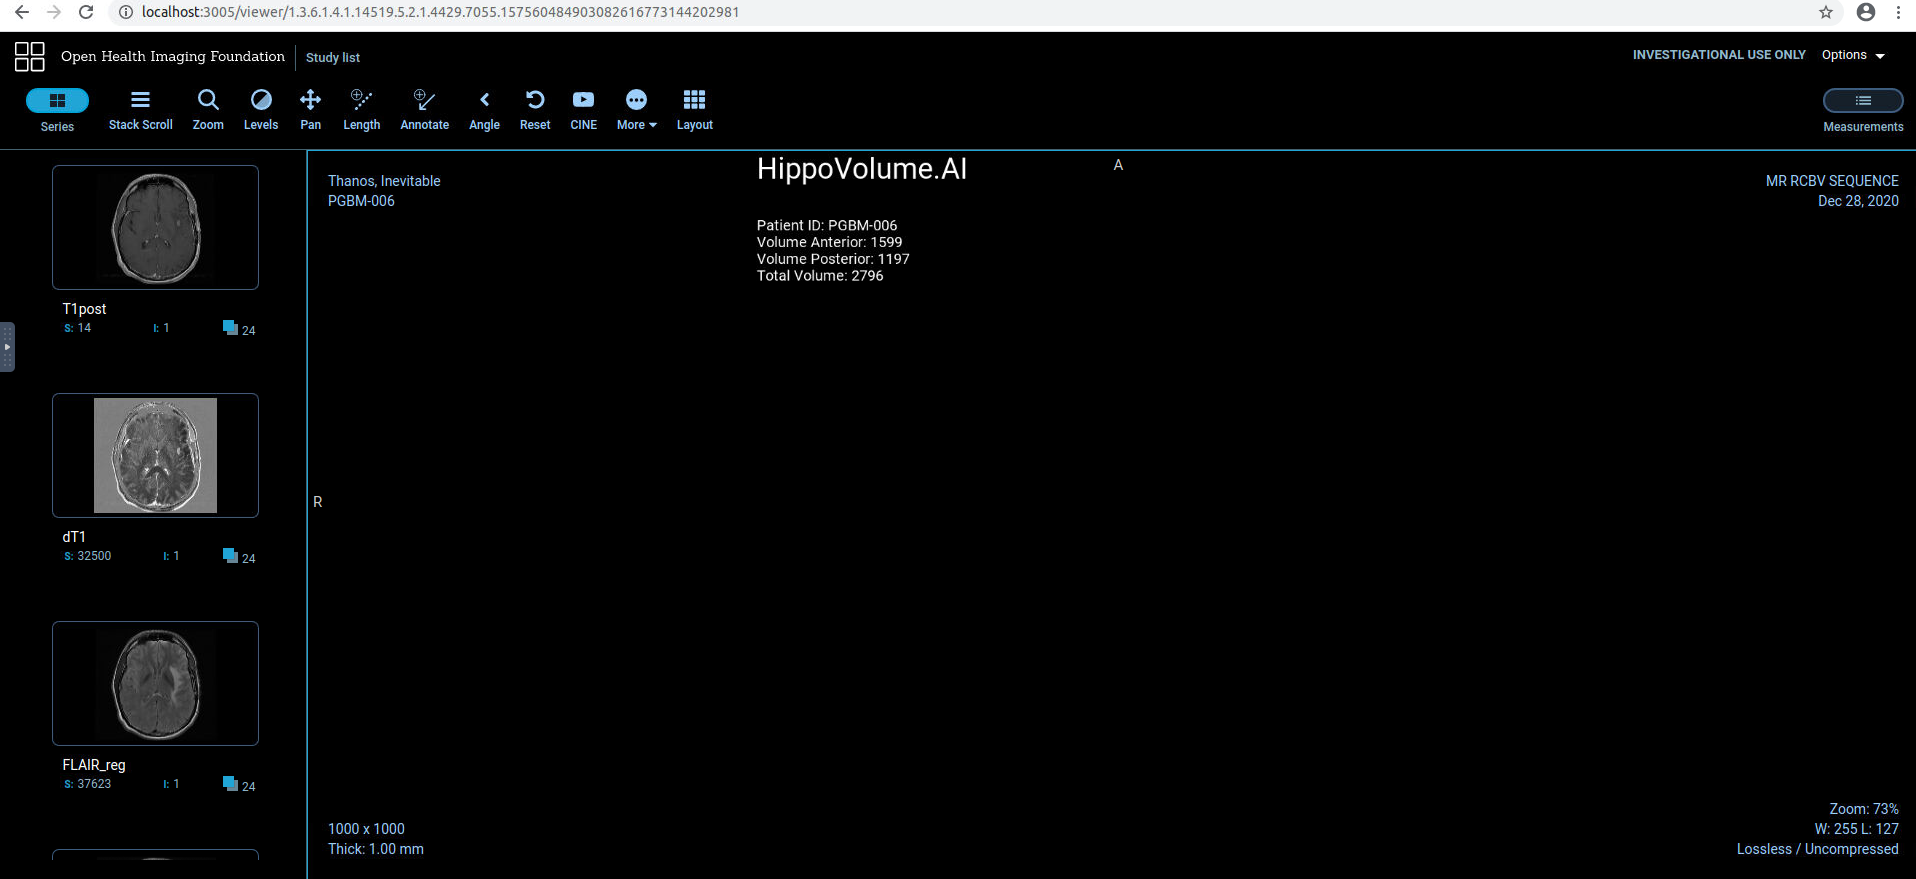 localhost:3005/viewer/1.3.6.1.4.1.14519.5.2.1.4429.7055.157560484903082616773144202981
Open Health Imaging Foundation
Study list
INVESTIGATIONAL USE ONLY
Options
Series
Stack Scroll
Zoom
Levels
Pan
Length
Annotate
Angle
Reset
CINE
More
Layout
Measurements
T1post
S: 14 I: 1 24
dT1
S: 32500 I: 1 24
FLAIR_reg
S: 37623 I: 1 24
Thanos, Inevitable
PGBM-006
HippoVolume.AI
A
MR RCBV SEQUENCE
Dec 28, 2020
Patient ID: PGBM-006
Volume Anterior: 1599
Volume Posterior: 1197
Total Volume: 2796
R
1000 x 1000
Thick: 1.00 mm
Zoom: 73%
W: 255 L: 127
Lossless / Uncompressed